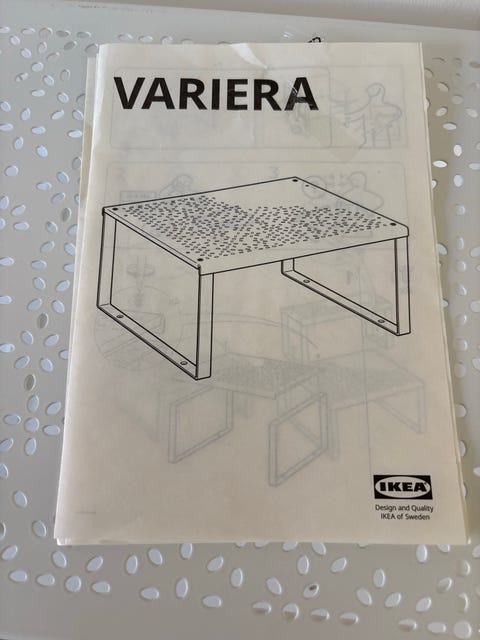 VARIERA
IKEA
Design and Quality
IKEA of Sweden